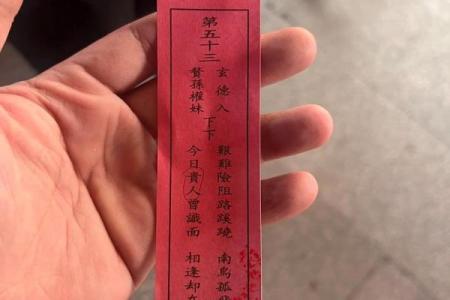 第五十三
玄德入
贅孫權妹
下下
艱難險阻路蹊蹺 南鳥孤
今日貴人曾識面 相逢却